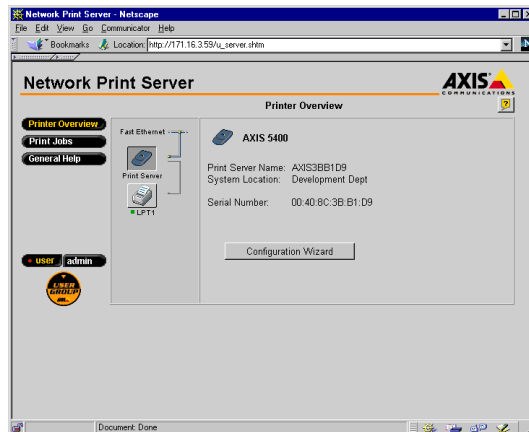 Network Print Server - Netscape
File Edit View Go Communicator Help
Bookmarks Location: http://171.16.3.59/u_server.shtm
Network Print Server
AXIS
COMMUNICATIONS
Printer Overview
?
Printer Overview
Print Jobs
General Help
Fast Ethernet
Print Server
LPT1
AXIS 5400
Print Server Name: AXIS3BB1D9
System Location: Development Dept
Serial Number: 00:40:8C:3B:B1:D9
Configuration Wizard
user admin
USER
GROUP
Document: Done